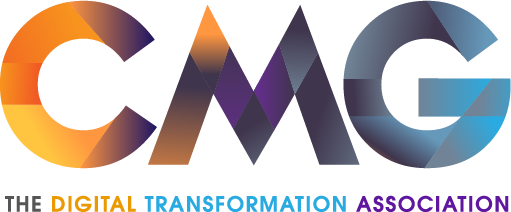 CMG
THE DIGITAL TRANSFORMATION ASSOCIATION